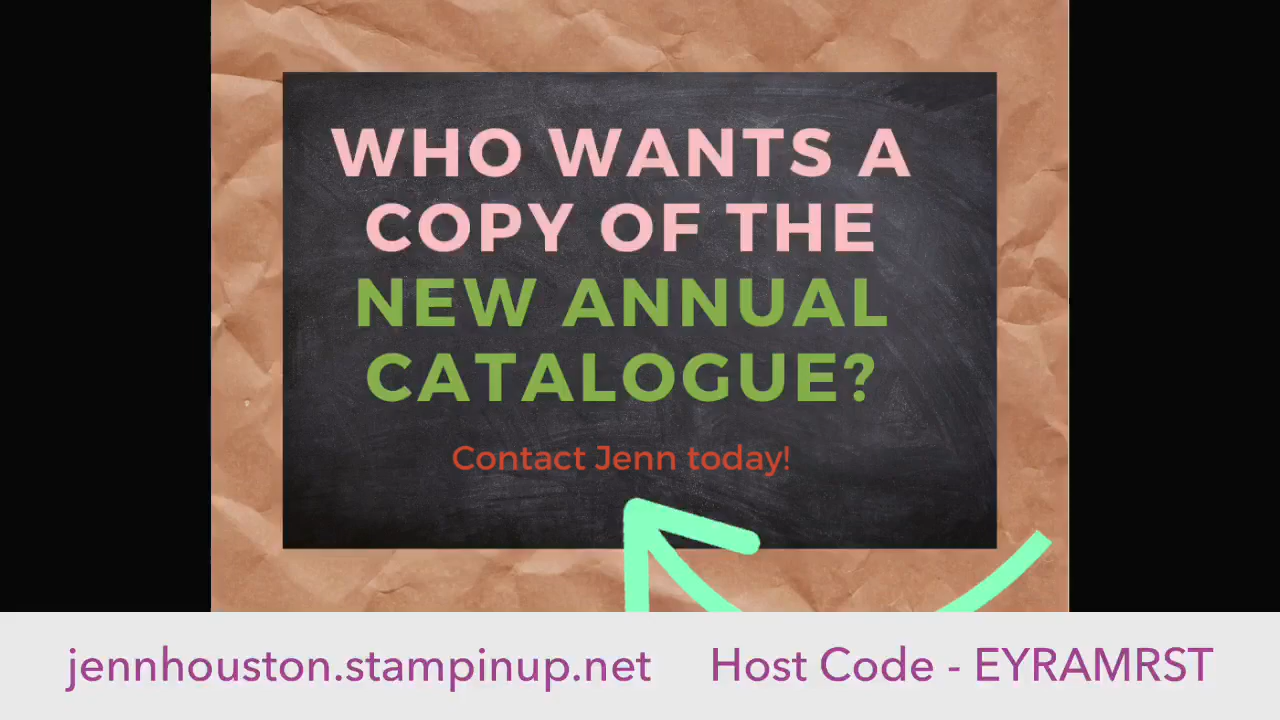 WHO WANTS A
COPY OF THE
NEW ANNUAL
CATALOGUE?
Contact Jenn today!
jennhouston.stampinup.net Host Code - EYRAMRST